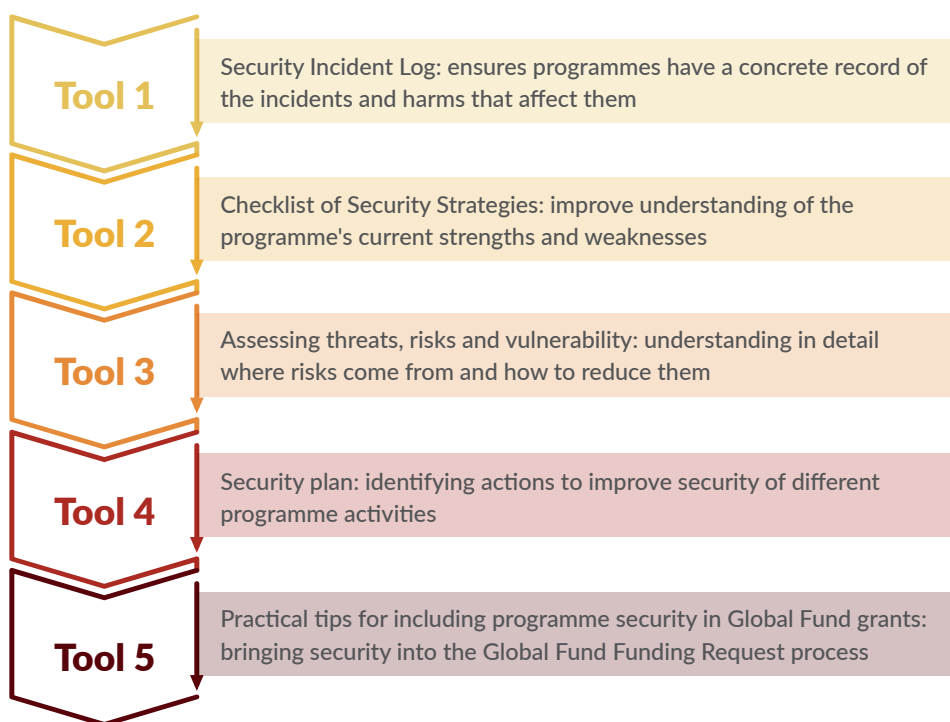 Tool 1
Security Incident Log: ensures programmes have a concrete record of
the incidents and harms that affect them
Tool 2
Checklist of Security Strategies: improve understanding of the
programme's current strengths and weaknesses
Tool 3
Assessing threats, risks and vulnerability: understanding in detail
where risks come from and how to reduce them
Tool 4
Security plan: identifying actions to improve security of different
programme activities
Tool 5
Practical tips for including programme security in Global Fund grants:
bringing security into the Global Fund Funding Request process